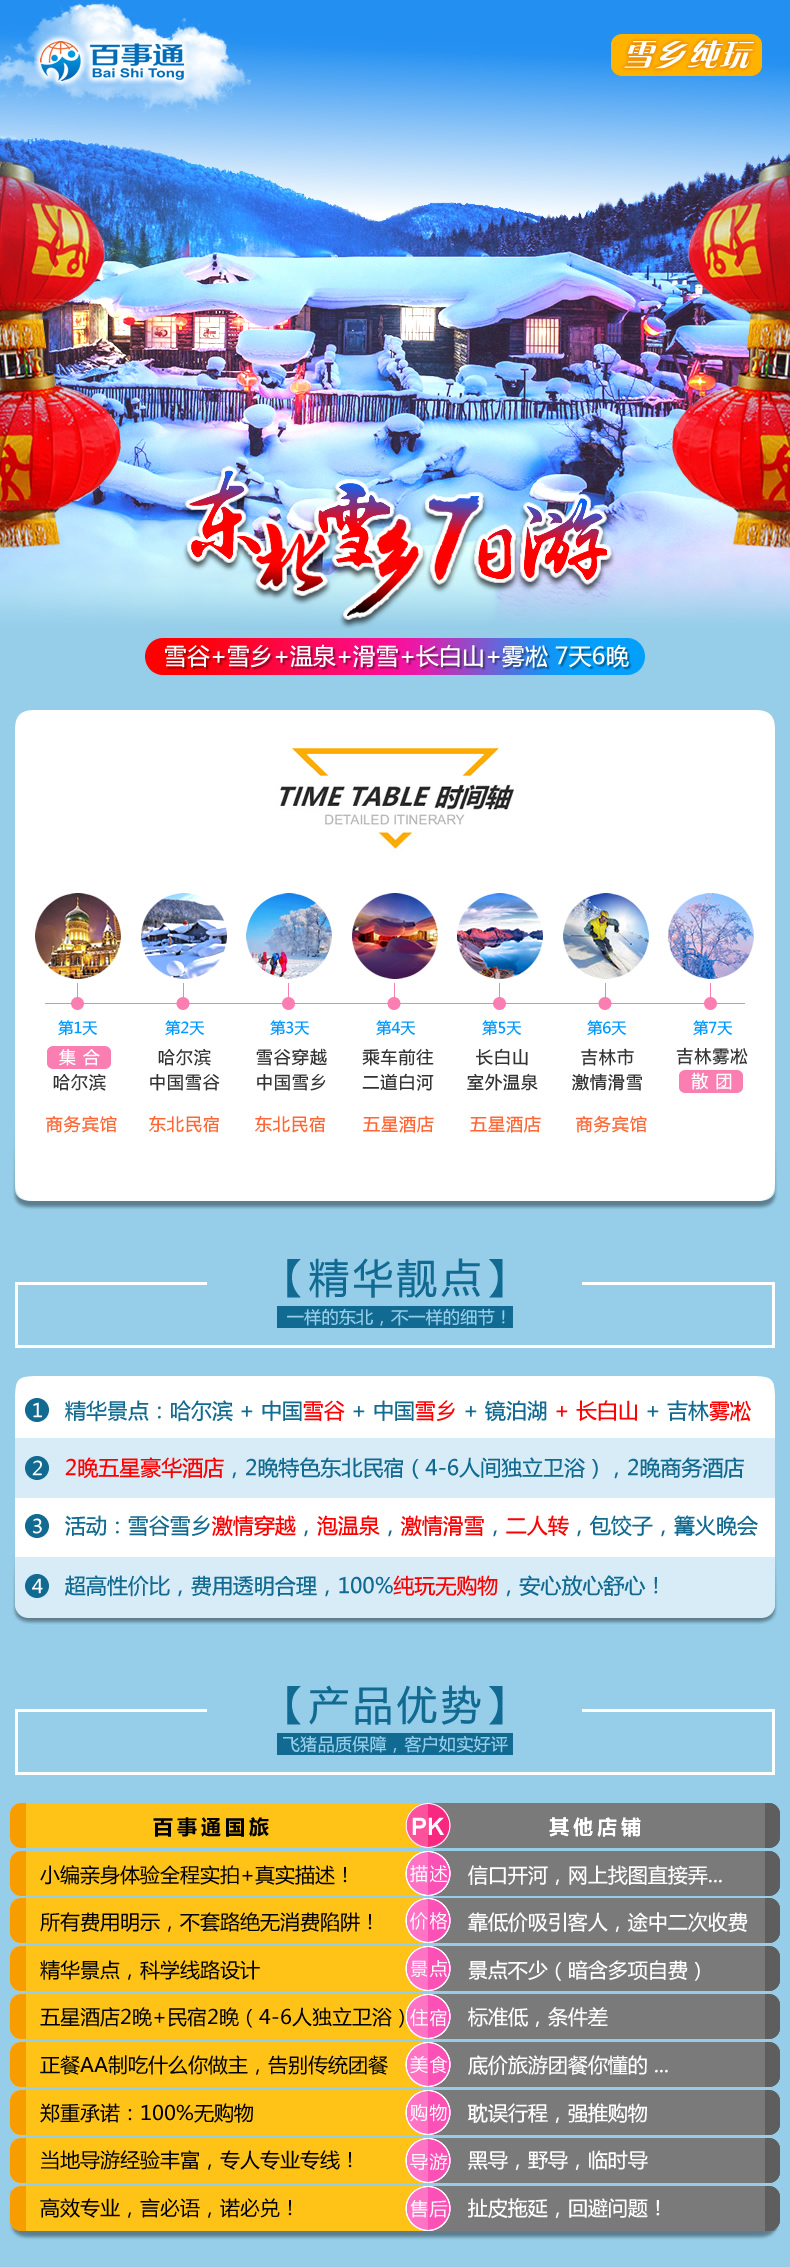 百事通
Bai Shi Tong
雪乡纯玩
东北雪乡7日游
雪谷+雪乡+温泉+滑雪+长白山+雾凇 7天6晚
TIME TABLE 时间轴
DETAILED ITINERARY
第1天 第2天 第3天 第4天 第5天 第6天 第7天
集合 哈尔滨 雪谷穿越 乘车前往 长白山 吉林市 吉林雾凇
哈尔滨 中国雪谷 中国雪乡 二道白河 室外温泉 激情滑雪 散团
商务宾馆 东北民宿 东北民宿 五星酒店 五星酒店 商务宾馆
【精华靓点】
一样的东北，不一样的细节！
1 精华景点：哈尔滨 + 中国雪谷 + 中国雪乡 + 镜泊湖 + 长白山 + 吉林雾凇
2 2晚五星豪华酒店，2晚特色东北民宿（4-6人间独立卫浴），2晚商务酒店
3 活动：雪谷雪乡激情穿越，泡温泉，激情滑雪，二人转，包饺子，篝火晚会
4 超高性价比，费用透明合理，100%纯玩无购物，安心放心舒心！
【产品优势】
飞猪品质保障，客户如实好评
百事通国旅 PK 其他店铺
小编亲身体验全程实拍+真实描述！ 描述 信口开河，网上找图直接弄...
所有费用明示，不套路绝无消费陷阱！ 价格 靠低价吸引客人，途中二次收费
精华景点，科学线路设计 景点 景点不少（暗含多项自费）
五星酒店2晚+民宿2晚（4-6人独立卫浴） 住宿 标准低，条件差
正餐AA制吃什么你做主，告别传统团餐 美食 底价旅游团餐你懂的 ...
郑重承诺：100%无购物 购物 耽误行程，强推购物
当地导游经验丰富，专人专业专线！ 导游 黑导，野导，临时导
高效专业，言必语，诺必兑！ 售后 扯皮拖延，回避问题！